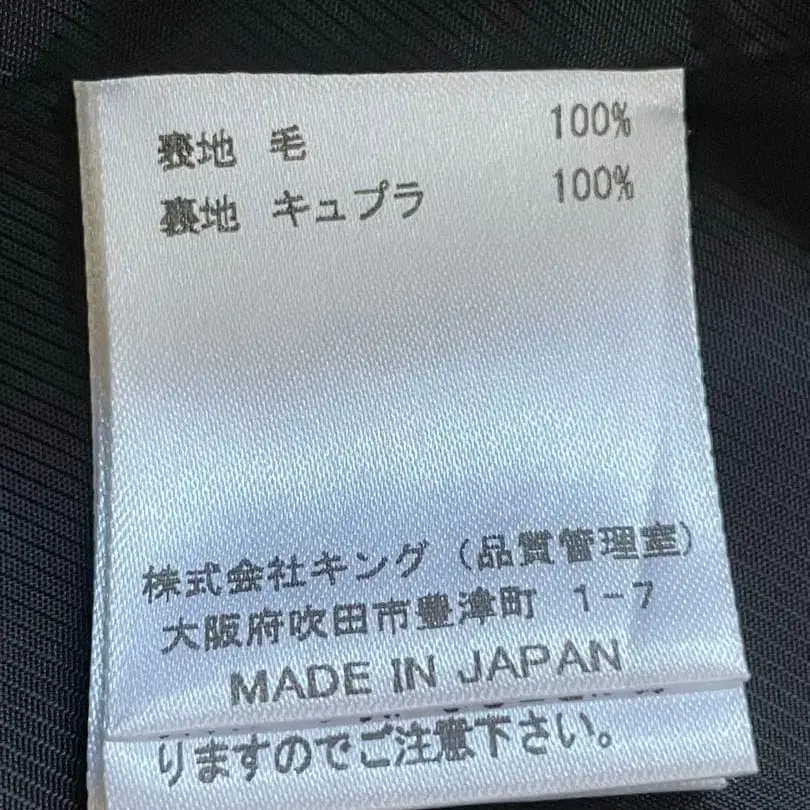 表地 毛 100%
裏地 キュプラ 100%
株式会社キング (品質管理室)
大阪府吹田市豊津町 1-7
MADE IN JAPAN
りますのでご注意下さい。